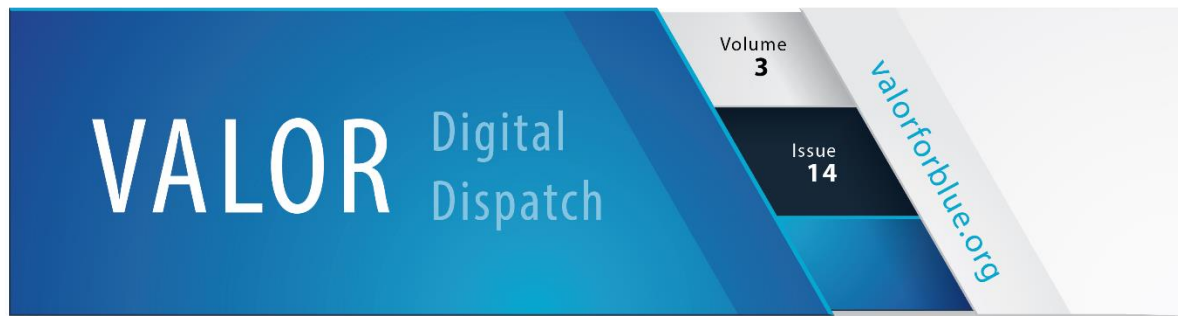 VALOR
Digital
Dispatch
Volume
3
Issue
14
valorforblue.org